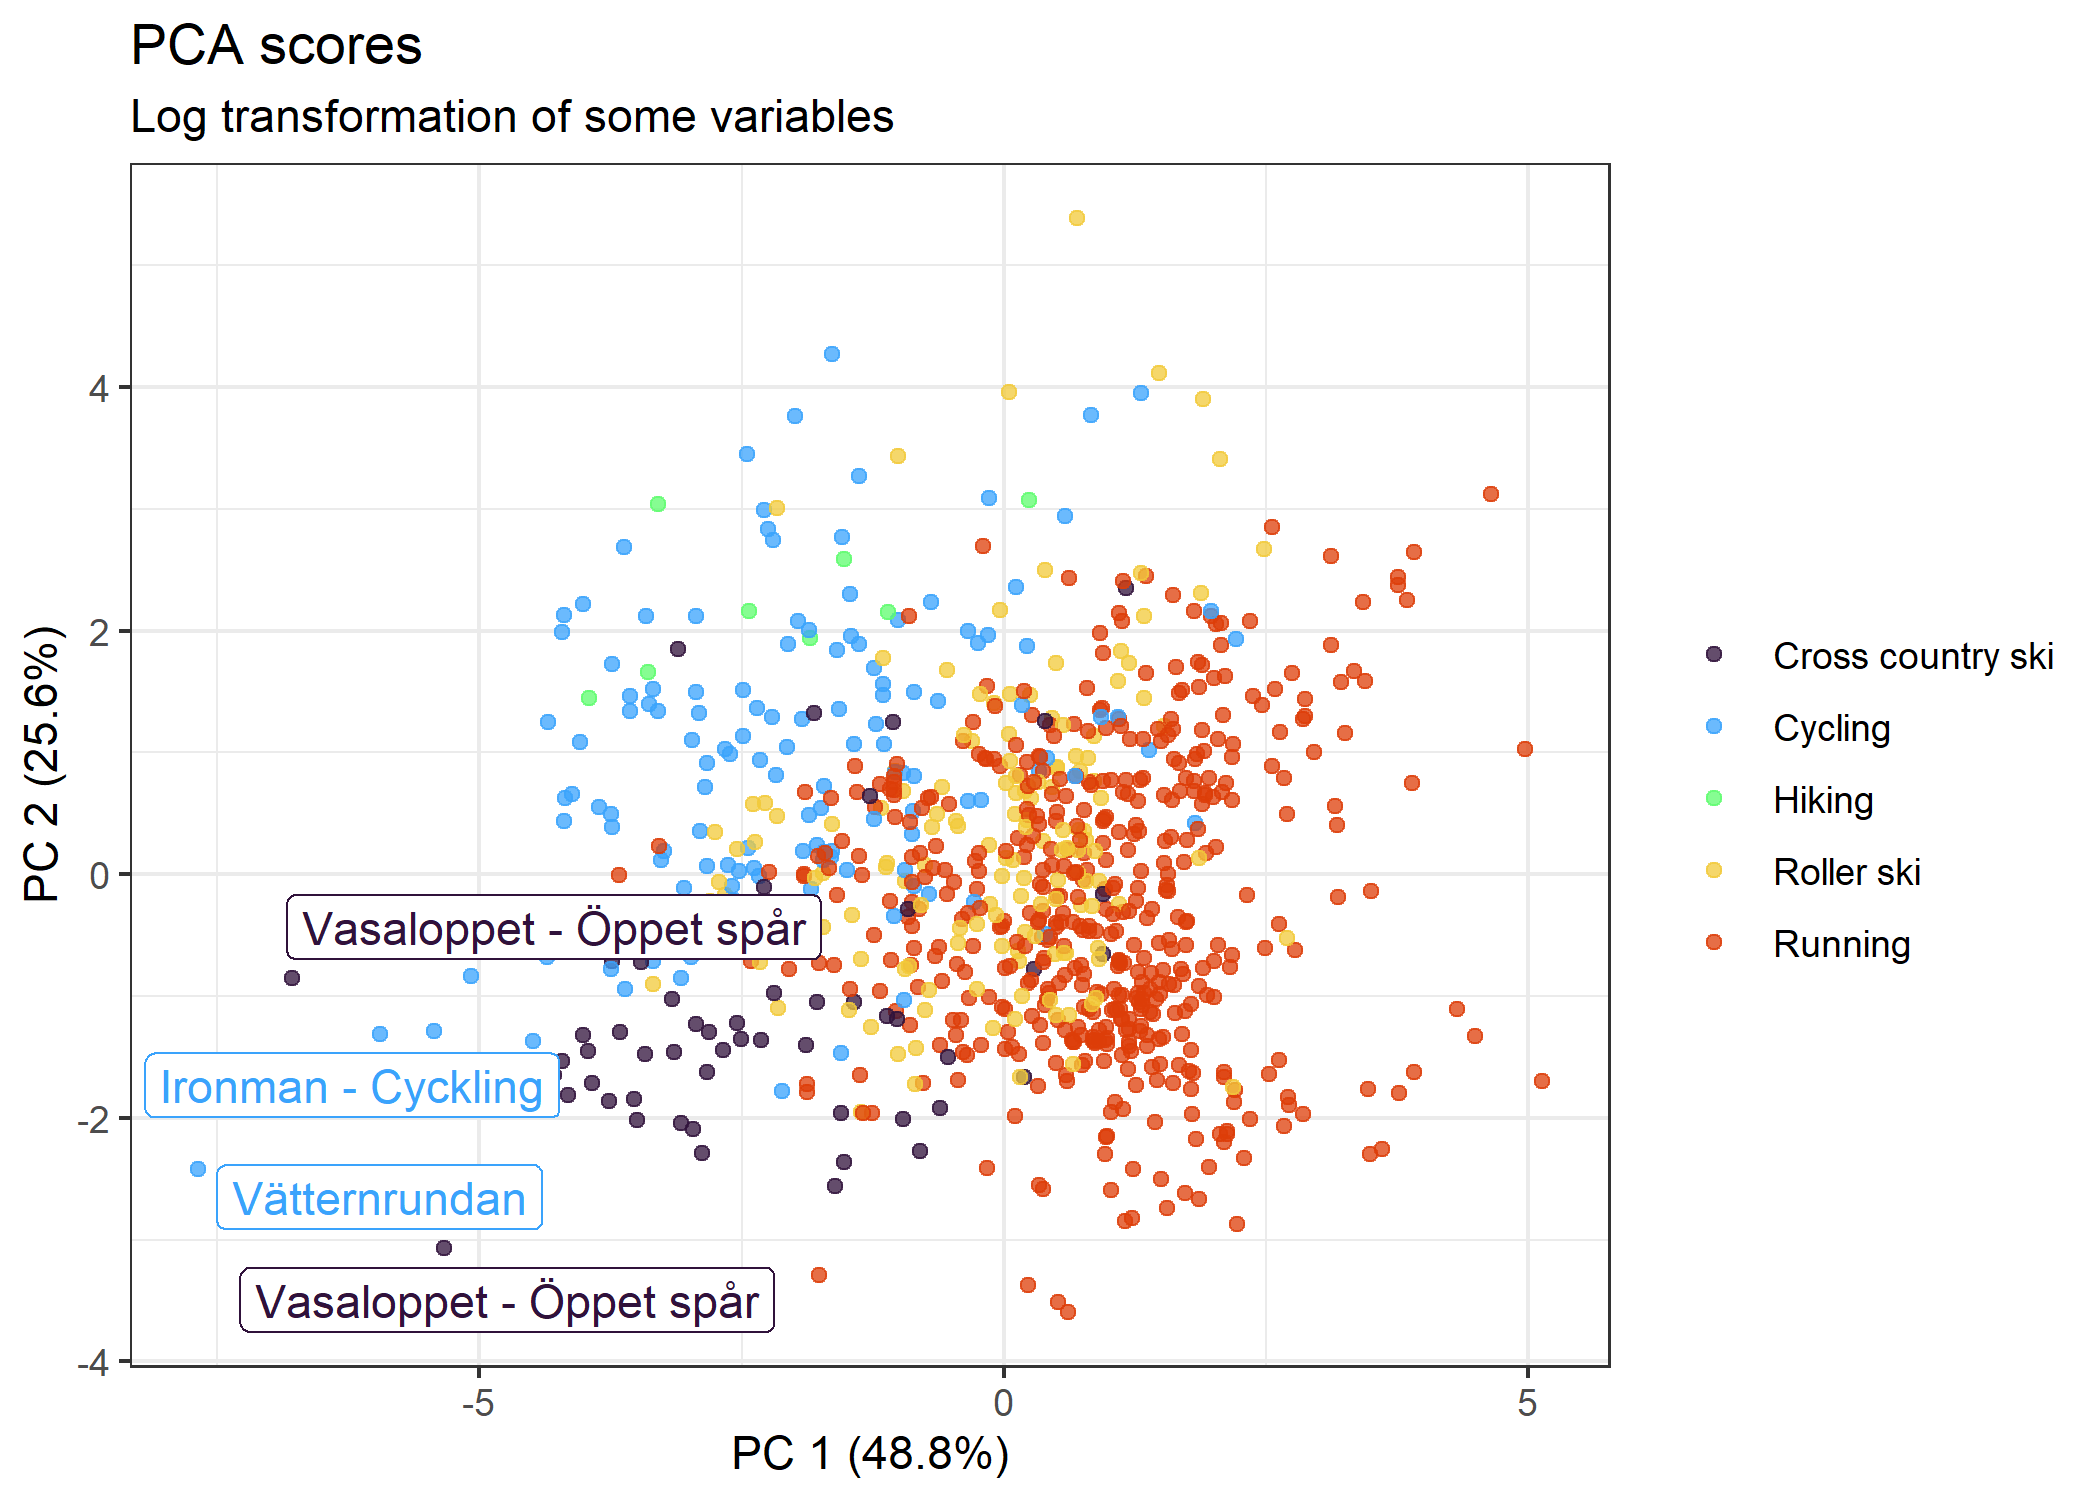 PCA scores
Log transformation of some variables
PC 2 (25.6%)
4
2
0
-2
-4
Vasaloppet - Öppet spår
Ironman - Cyckling
Vätternrundan
Vasaloppet - Öppet spår
-5
0
5
PC 1 (48.8%)
Cross country ski
Cycling
Hiking
Roller ski
Running